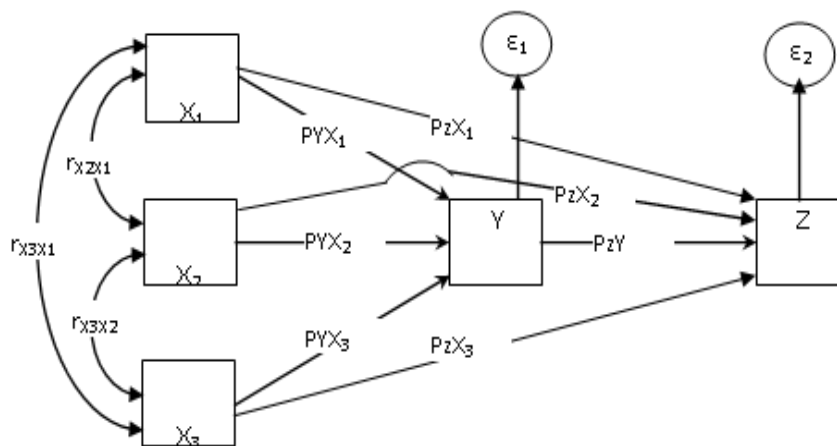 ε₁
ε₂
X₁
PzX₁
PYX₁
rX2X1
PzX₂
Y
Z
rX3X1
X₂
PYX₂
PzY
rX3X2
PYX₃
PzX₃
X₃